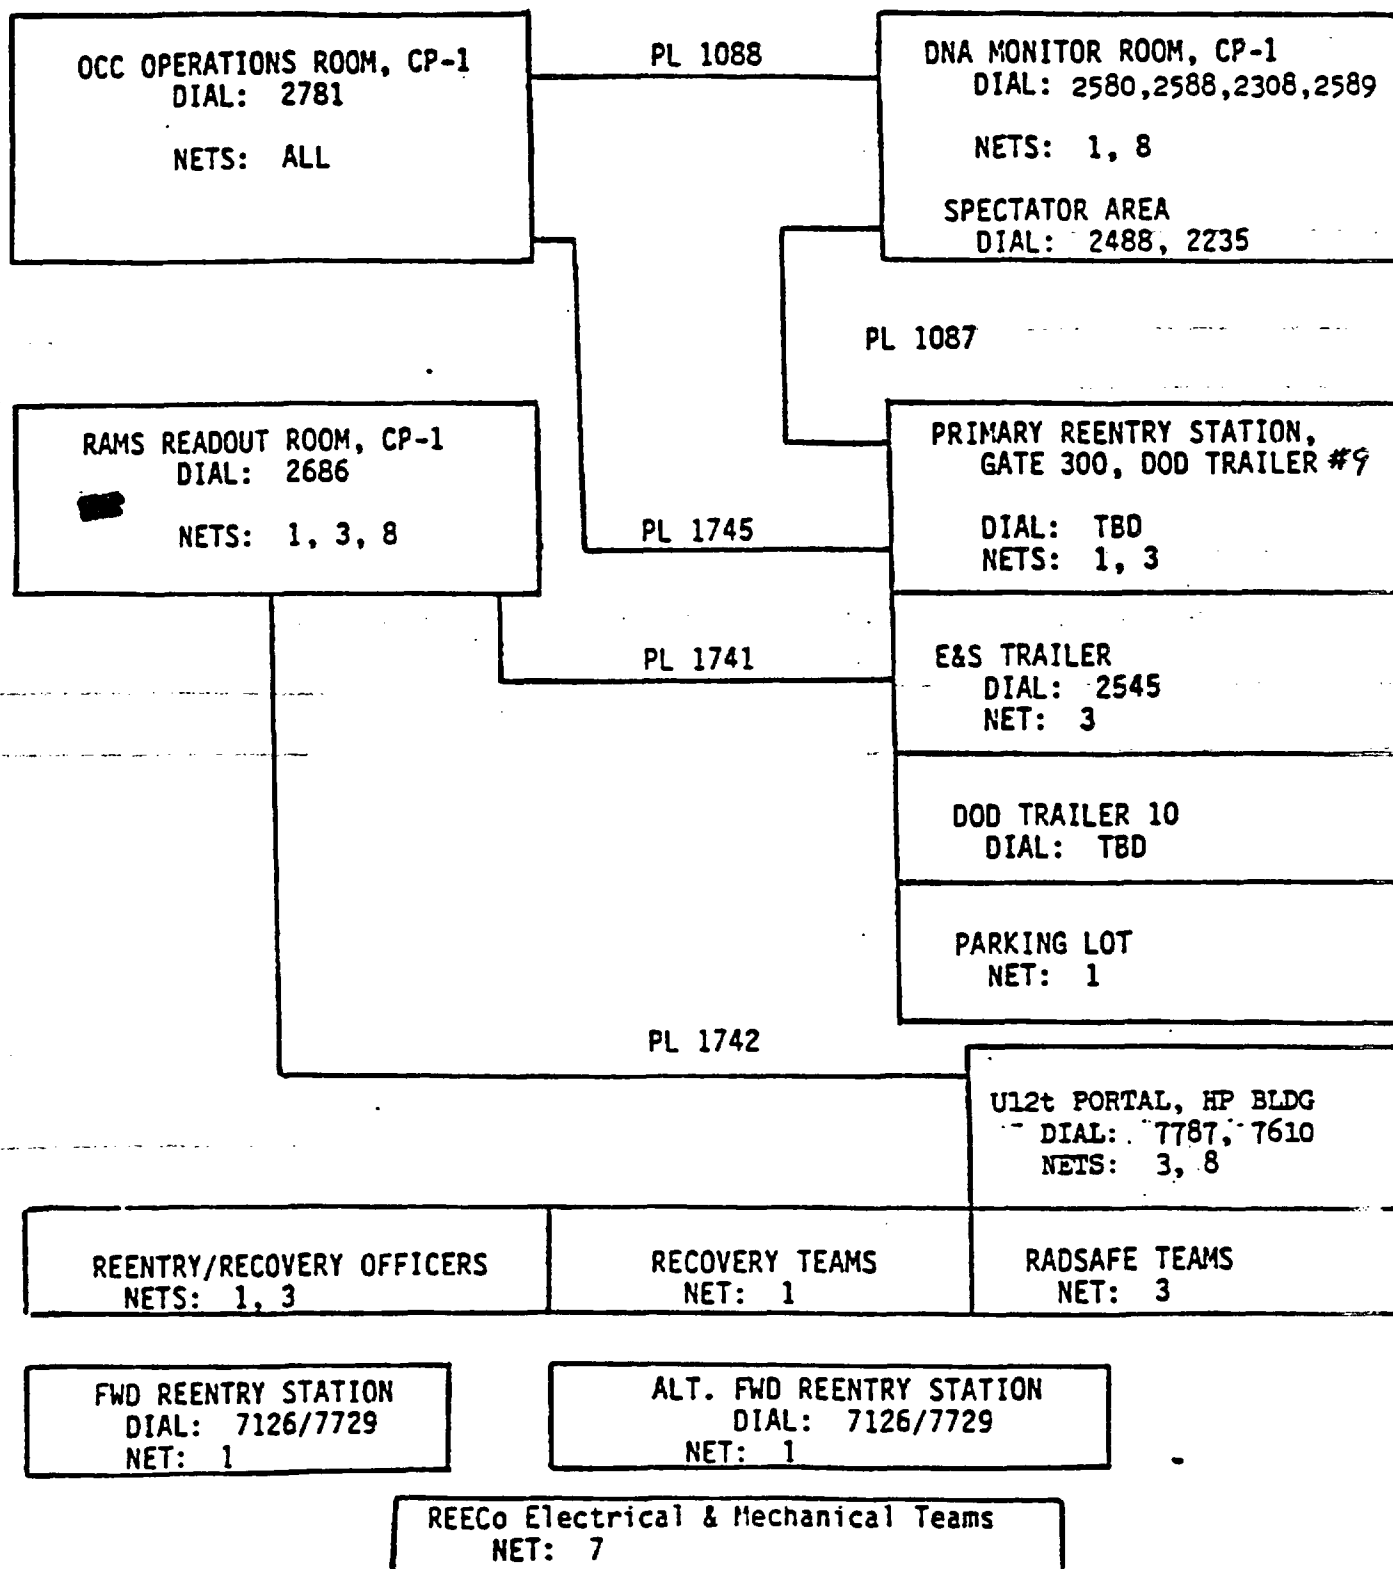 OCC OPERATIONS ROOM, CP-1
DIAL: 2781
NETS: ALL
PL 1088
DNA MONITOR ROOM, CP-1
DIAL: 2580,2588,2308,2589
NETS: 1, 8
SPECTATOR AREA
DIAL: 2488, 2235
PL 1087
RAMS READOUT ROOM, CP-1
DIAL: 2686
NETS: 1, 3, 8
PL 1745
PRIMARY REENTRY STATION,
GATE 300, DOD TRAILER #9
DIAL: TBD
NETS: 1, 3
PL 1741
E&S TRAILER
DIAL: 2545
NET: 3
DOD TRAILER 10
DIAL: TBD
PARKING LOT
NET: 1
PL 1742
U12t PORTAL, HP BLDG
DIAL: 7787, 7610
NETS: 3, 8
REENTRY/RECOVERY OFFICERS
NETS: 1, 3
RECOVERY TEAMS
NET: 1
RADSAFE TEAMS
NET: 3
FWD REENTRY STATION
DIAL: 7126/7729
NET: 1
ALT. FWD REENTRY STATION
DIAL: 7126/7729
NET: 1
REECo Electrical & Mechanical Teams
NET: 7